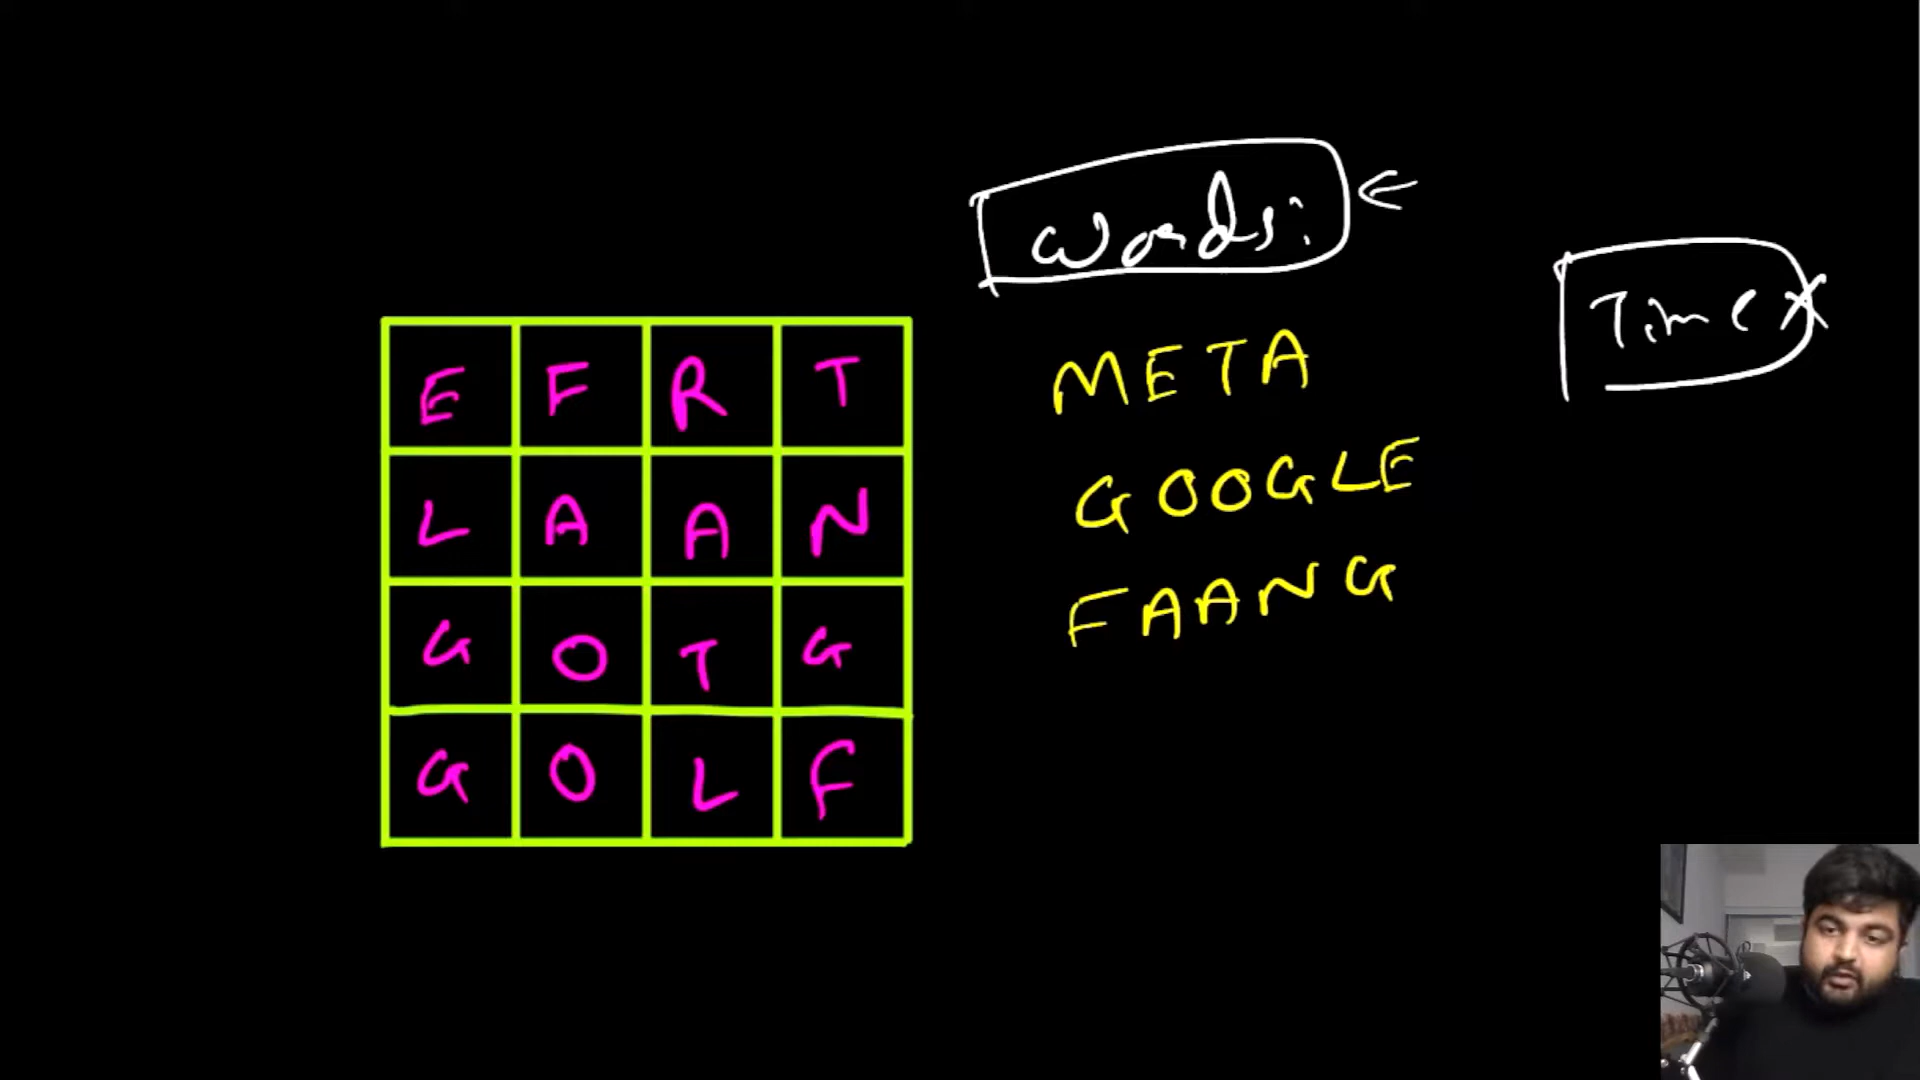 Words:
Time
E F R T
L A A N
G O T G
G O L F
META
GOOGLE
FAANG